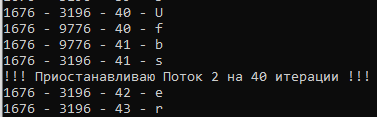 1676 - 3196 - 40 - U
1676 - 9776 - 40 - f
1676 - 9776 - 41 - b
1676 - 3196 - 41 - s
!!! Приостанавливаю Поток 2 на 40 итерации !!!
1676 - 3196 - 42 - e
1676 - 3196 - 43 - r